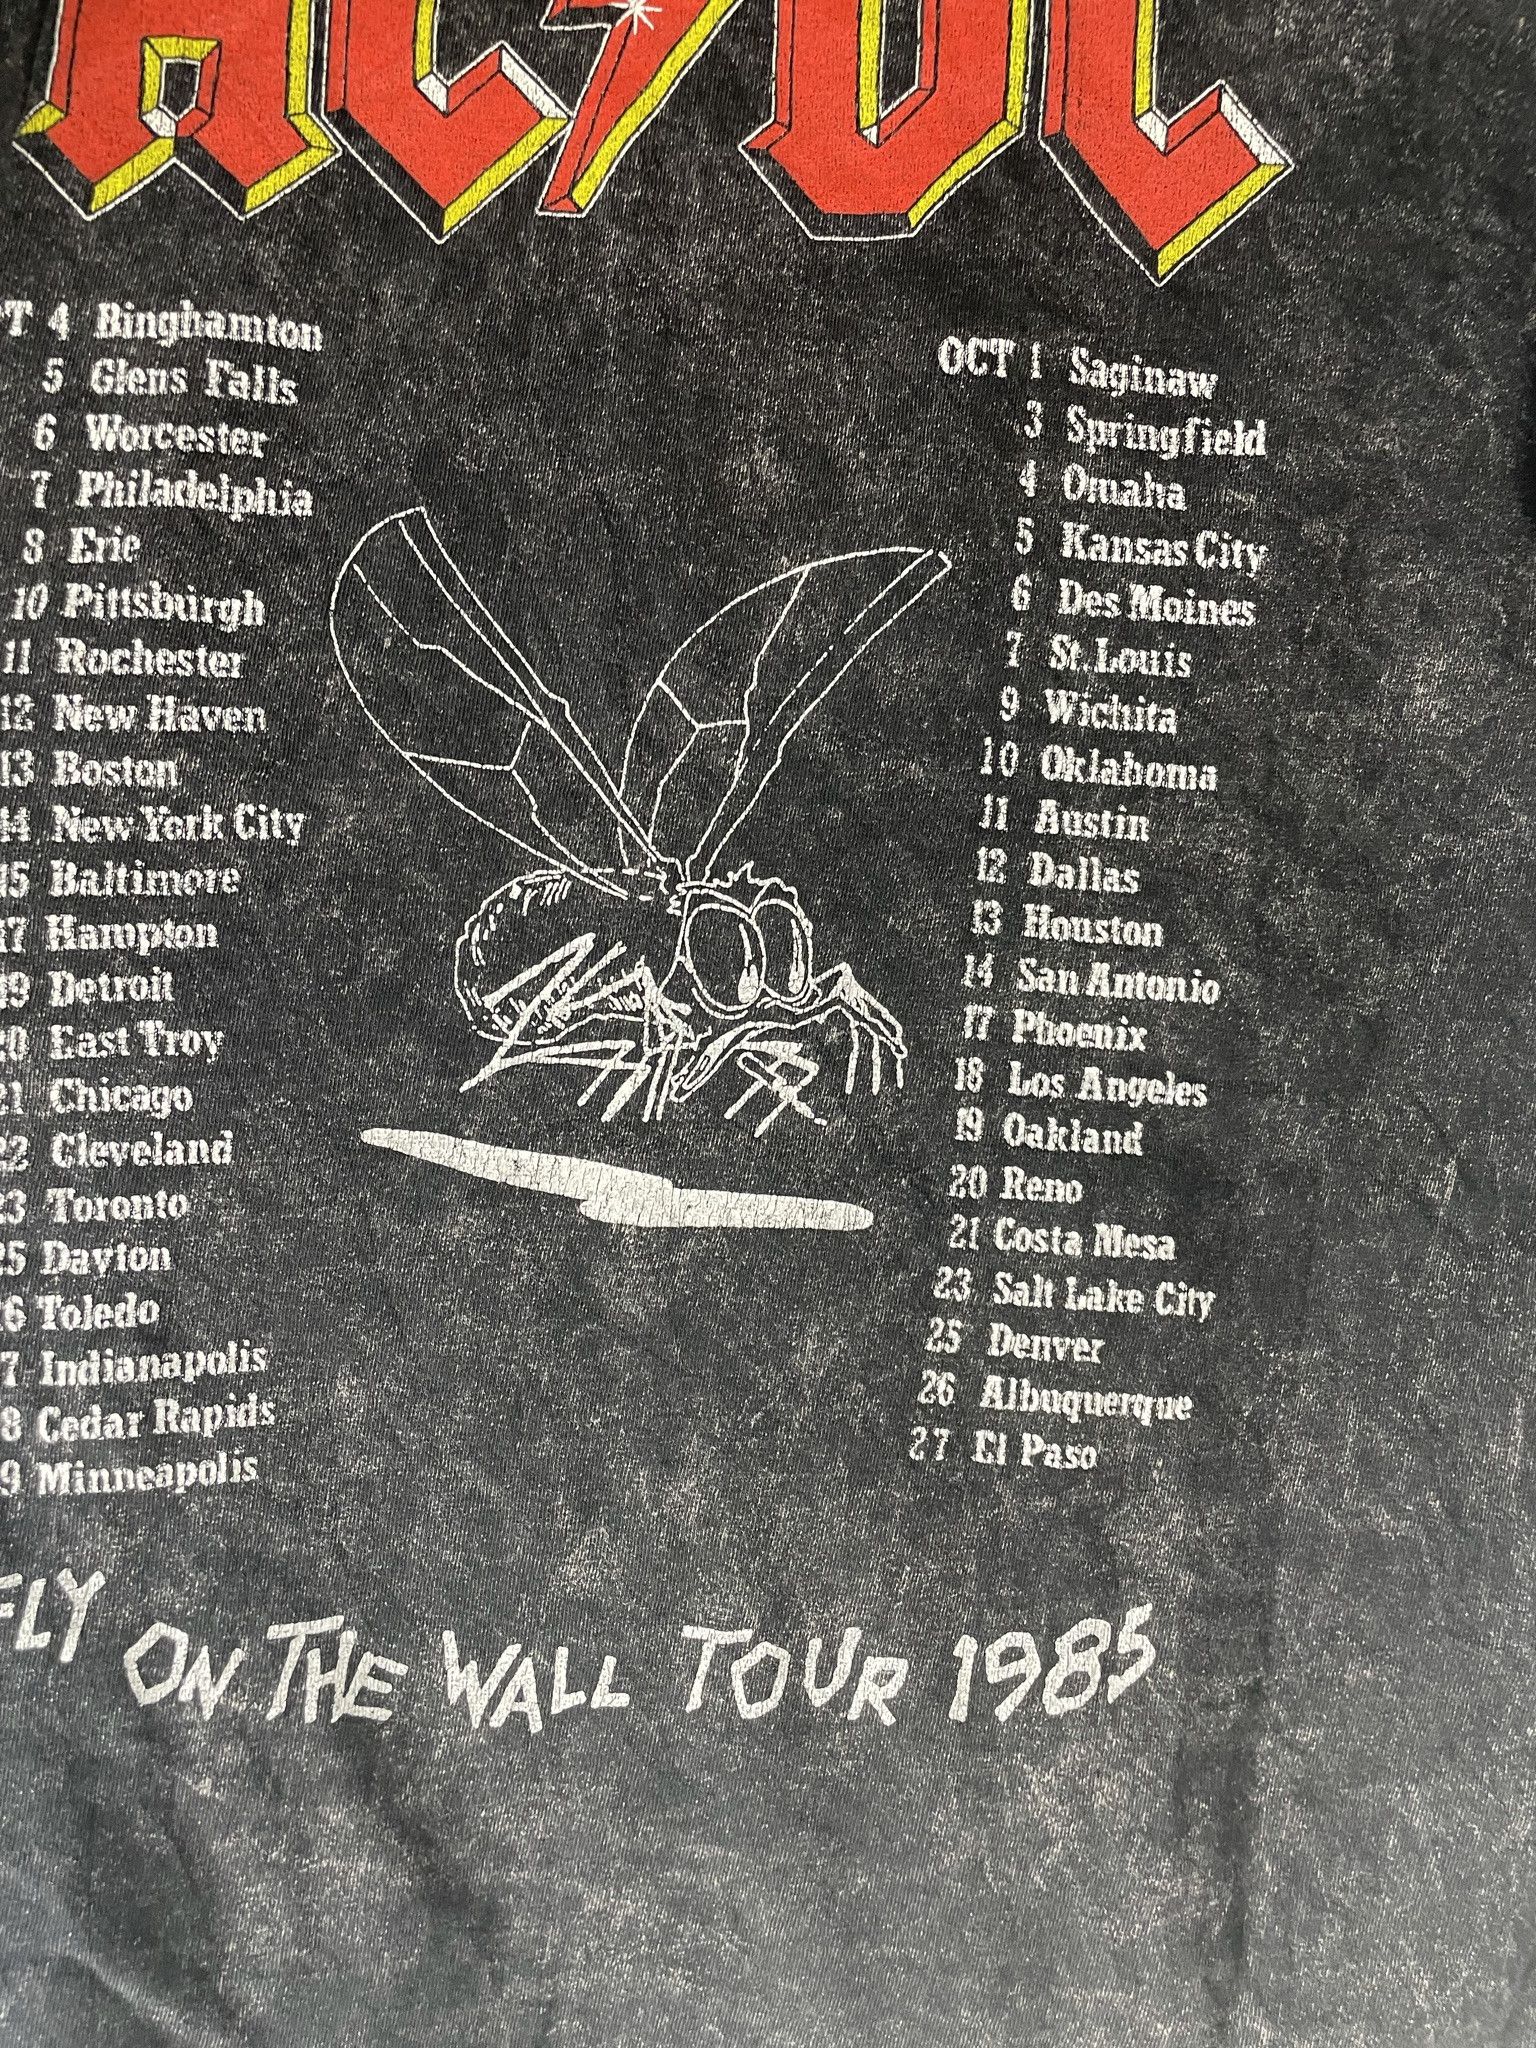 AC/DC
PT 4 Binghamton
5 Glens Falls
6 Worcester
7 Philadelphia
8 Erie
10 Pittsburgh
11 Rochester
12 New Haven
13 Boston
14 New York City
15 Baltimore
17 Hampton
19 Detroit
20 East Troy
21 Chicago
22 Cleveland
23 Toronto
25 Dayton
26 Toledo
7 Indianapolis
8 Cedar Rapids
9 Minneapolis
OCT 1 Saginaw
3 Springfield
4 Omaha
5 Kansas City
6 Des Moines
7 St. Louis
9 Wichita
10 Oklahoma
11 Austin
12 Dallas
13 Houston
14 San Antonio
17 Phoenix
18 Los Angeles
19 Oakland
20 Reno
21 Costa Mesa
23 Salt Lake City
25 Denver
26 Albuquerque
27 El Paso
FLY ON THE WALL TOUR 1985